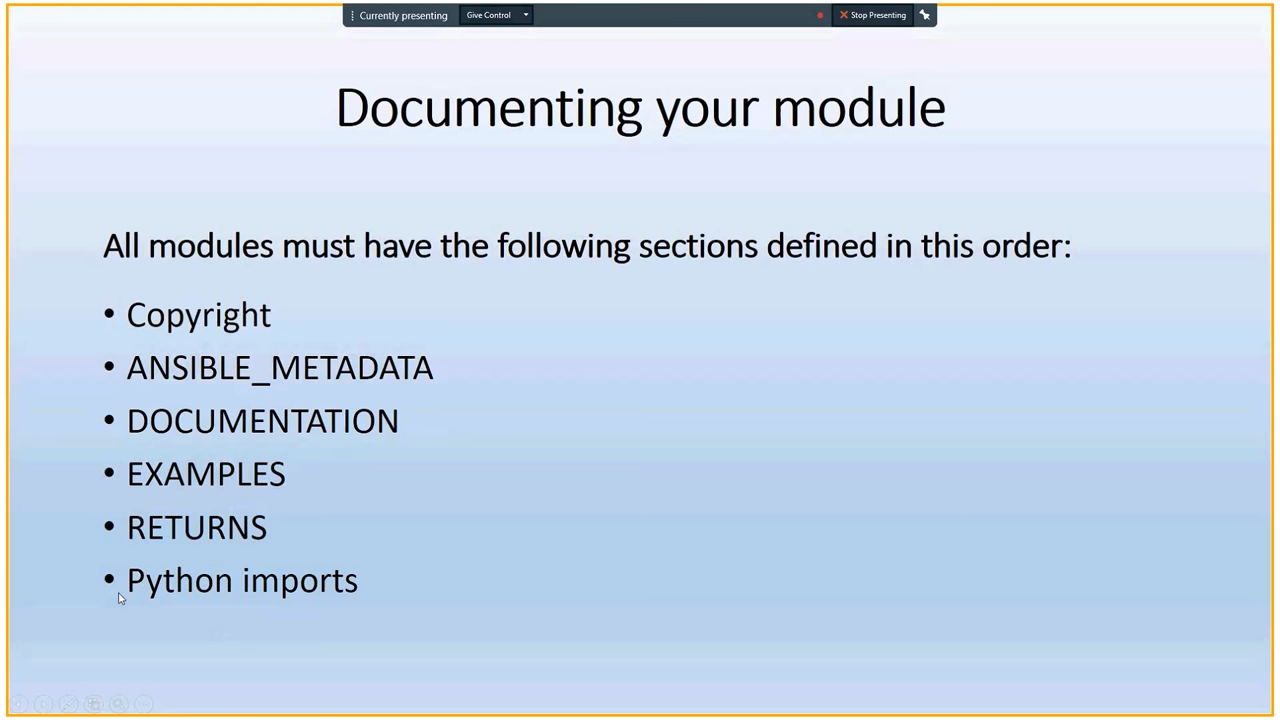 Currently presenting Give Control Stop Presenting
Documenting your module
All modules must have the following sections defined in this order:
• Copyright
• ANSIBLE_METADATA
• DOCUMENTATION
• EXAMPLES
• RETURNS
• Python imports